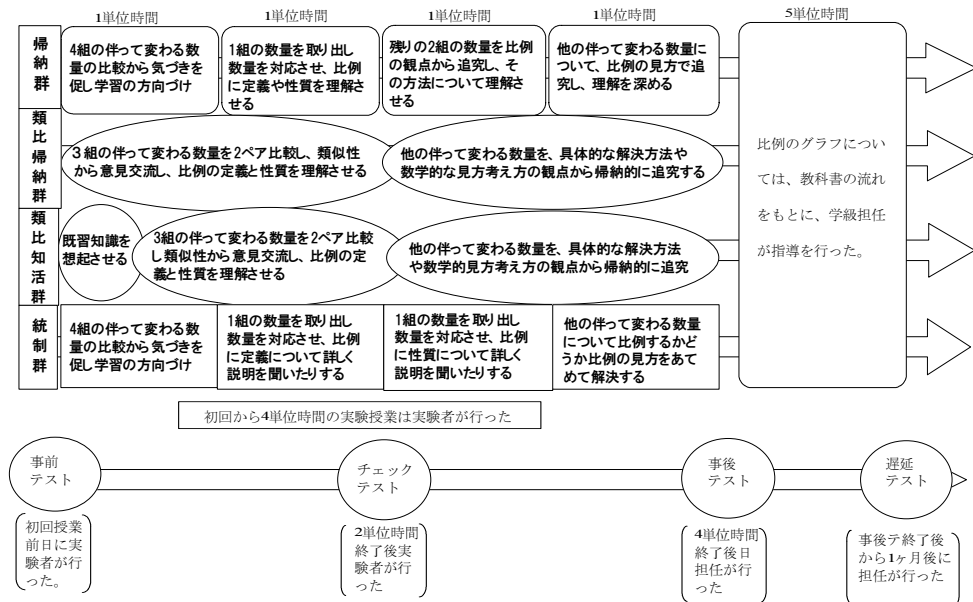 1単位時間
1単位時間
1単位時間
1単位時間
5単位時間
帰納群
4組の伴って変わる数
量の比較から気づきを
促し学習の方向づけ
1組の数量を取り出し
数量を対応させ、比例
に定義や性質を理解さ
せる
残りの2組の数量を比例
の観点から追究し、そ
の方法について理解
させる
他の伴って変わる数量に
ついて、比例の見方で追
究し、理解を深める
類比帰納群
3組の伴って変わる数量を2ペア比較し、類似性
から意見交流し、比例の定義と性質を理解させる
他の伴って変わる数量を、具体的な解決方法や
数学的な見方考え方の観点から帰納的に追究する
類比知活群
既習知識を
想起させる
3組の伴って変わる数量を2ペア比較
し類似性から意見交流し、比例の定
義と性質を理解させる
他の伴って変わる数量を、具体的な解決方法
や数学的見方考え方の観点から帰納的に追究
統制群
4組の伴って変わる数
量の比較から気づきを
促し学習の方向づけ
1組の数量を取り出し
数量を対応させ、比例
に定義について詳しく
説明を聞いたりする
1組の数量を取り出し
数量を対応させ、比例
に性質について詳しく
説明を聞いたりする
他の伴って変わる数量
について比例するかど
うか比例の見方をあて
めて解決する
比例のグラフについ
ては、教科書の流れ
をもとに、学級担任
が指導を行った。
初回から4単位時間の実験授業は実験者が行った
事前
テスト
チェック
テスト
事後
テスト
遅延
テスト
初回授業
前日に実
験者が行
った。
2単位時間
終了後実
験者が行
った
4単位時間
終了後日
担任が行
った
事後テ終了後
から1ヶ月後に
担任が行った